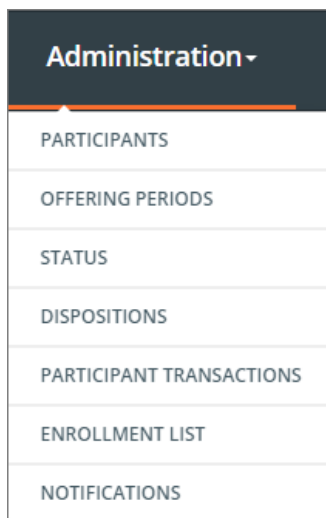 Administration
PARTICIPANTS
OFFERING PERIODS
STATUS
DISPOSITIONS
PARTICIPANT TRANSACTIONS
ENROLLMENT LIST
NOTIFICATIONS